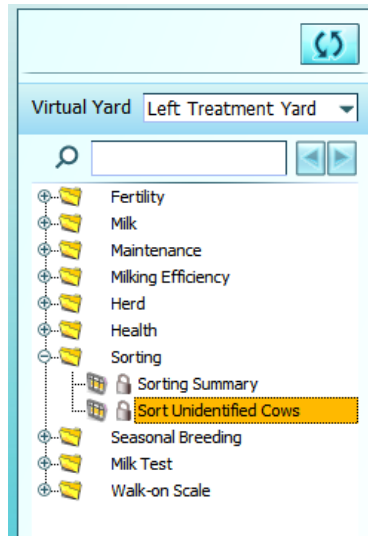 Virtual Yard Left Treatment Yard
Fertility
Milk
Maintenance
Milking Efficiency
Herd
Health
Sorting
Sorting Summary
Sort Unidentified Cows
Seasonal Breeding
Milk Test
Walk-on Scale